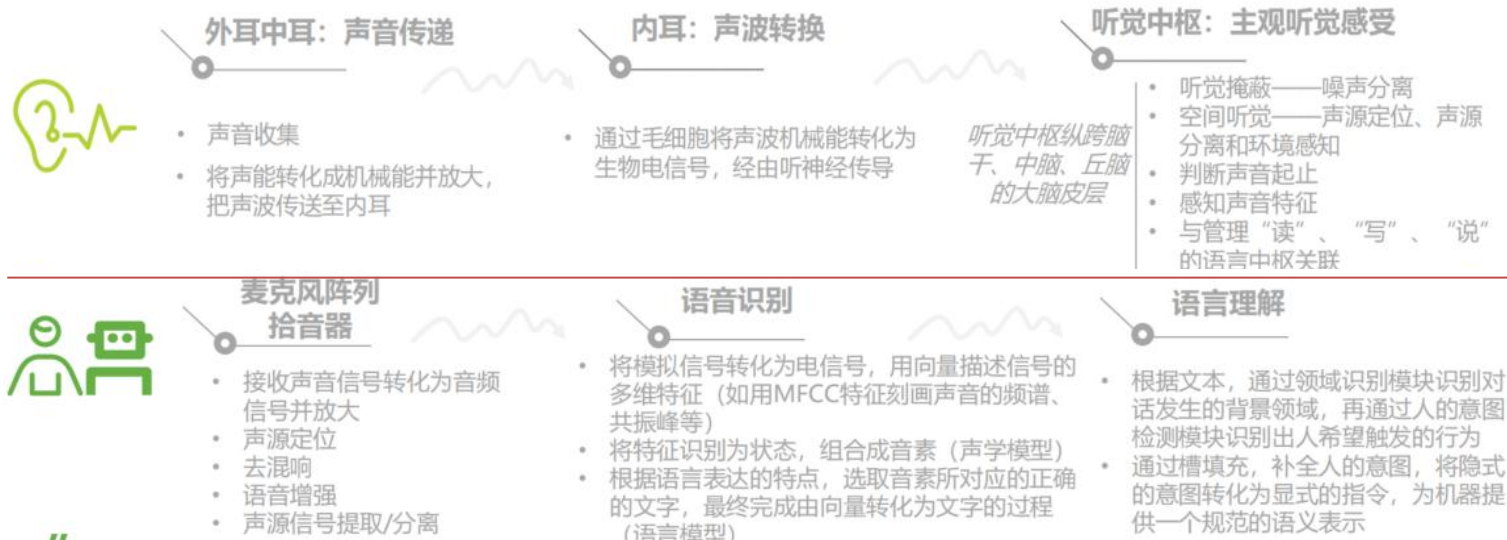 外耳中耳：声音传递
• 声音收集
• 将声能转化成机械能并放大，
把声波传送至内耳
内耳：声波转换
• 通过毛细胞将声波机械能转化为
生物电信号，经由听神经传导
听觉中枢：主观听觉感受
听觉中枢纵跨脑
干、中脑、丘脑
的大脑皮层
• 听觉掩蔽——噪声分离
• 空间听觉——声源定位、声源
分离和环境感知
• 判断声音起止
• 感知声音特征
• 与管理“读”、“写”、“说”
的语言中枢关联
麦克风阵列
拾音器
• 接收声音信号转化为音频
信号并放大
• 声源定位
• 去混响
• 语音增强
• 声源信号提取/分离
语音识别
• 将模拟信号转化为电信号，用向量描述信号的
多维特征（如用MFCC特征刻画声音的频谱、
共振峰等）
• 将特征识别为状态，组合成音素（声学模型）
• 根据语言表达的特点，选取音素所对应的正确
的文字，最终完成由向量转化为文字的过程
（语言模型）
语言理解
• 根据文本，通过领域识别模块识别对
话发生的背景领域，再通过人的意图
检测模块识别出人希望触发的行为
• 通过槽填充，补全人的意图，将隐式
的意图转化为显式的指令，为机器提
供一个规范的语义表示